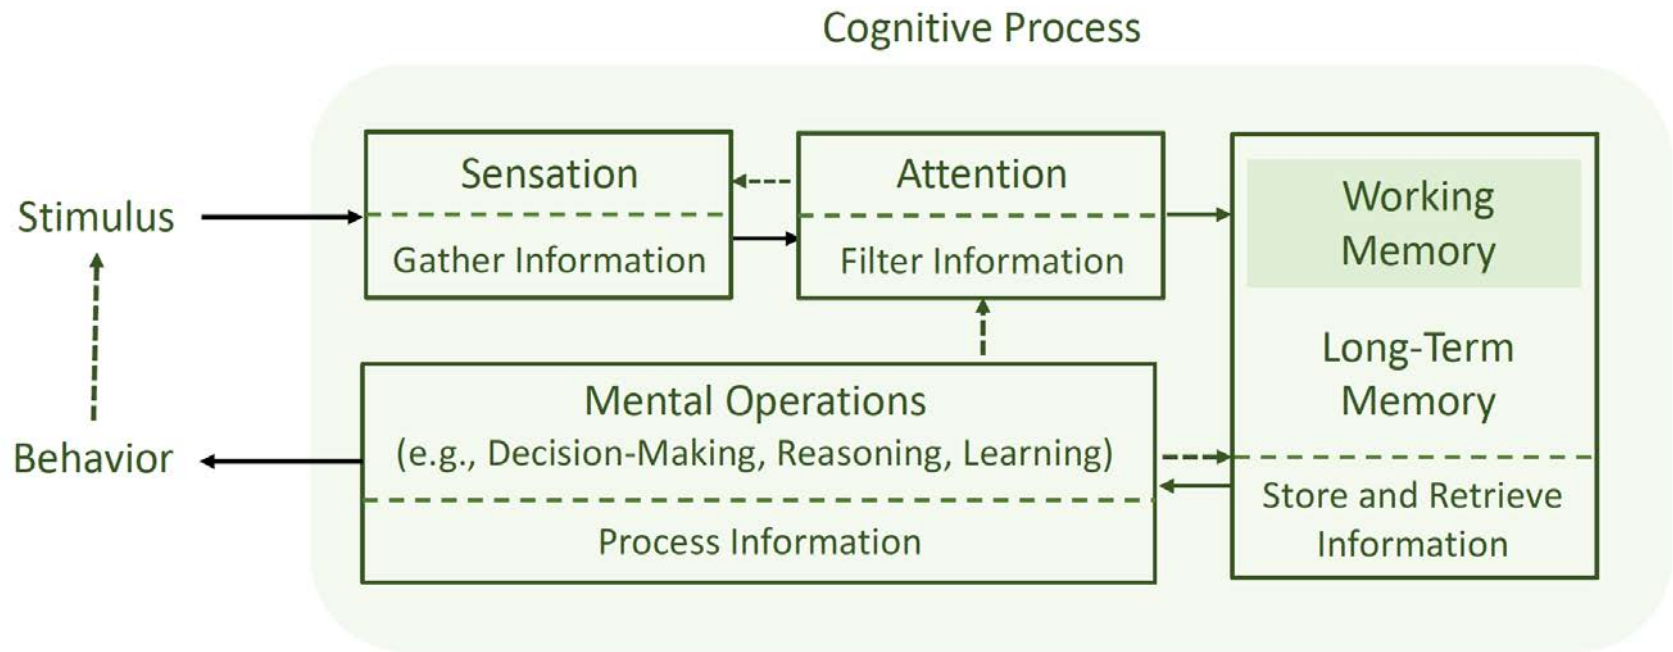 Cognitive Process
Sensation
Gather Information
Attention
Filter Information
Working
Memory
Long-Term
Memory
Store and Retrieve
Information
Stimulus
Behavior
Mental Operations
(e.g., Decision-Making, Reasoning, Learning)
Process Information